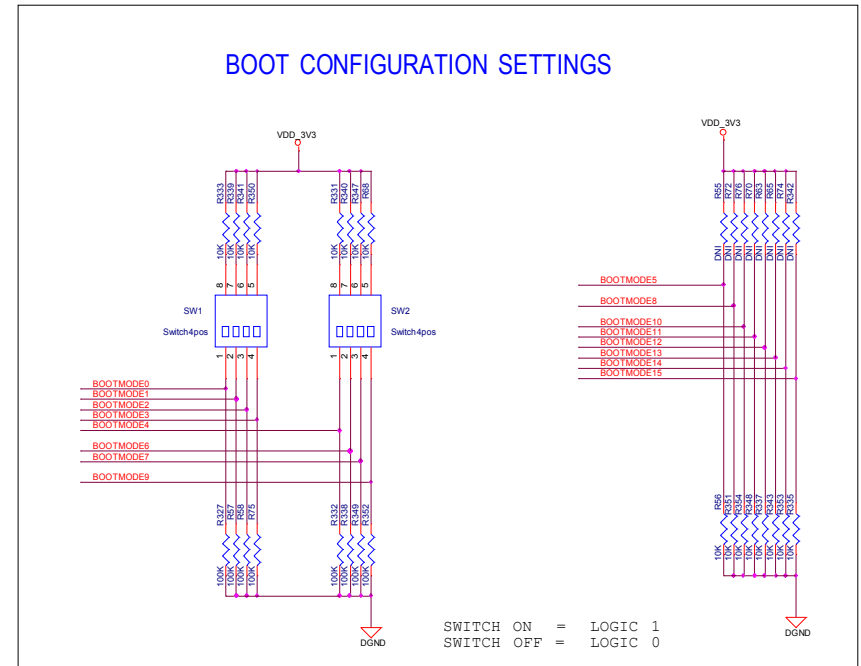 BOOT CONFIGURATION SETTINGS
VDD_3V3
R333
R339
R341
R350
R331
R340
R347
R68
10K
10K
10K
10K
10K
10K
10K
10K
8
7
6
5
8
7
6
5
SW1
Switch4pos
SW2
Switch4pos
1
2
3
4
1
2
3
4
BOOTMODE0
BOOTMODE1
BOOTMODE2
BOOTMODE3
BOOTMODE4
BOOTMODE6
BOOTMODE7
BOOTMODE9
R327
R57
R58
R75
R332
R338
R349
R352
100K
100K
100K
100K
100K
100K
100K
100K
DGND
VDD_3V3
R55
R72
R76
R70
R63
R65
R74
R342
DNI
DNI
DNI
DNI
DNI
DNI
DNI
DNI
BOOTMODE5
BOOTMODE8
BOOTMODE10
BOOTMODE11
BOOTMODE12
BOOTMODE13
BOOTMODE14
BOOTMODE15
R56
R351
R354
R348
R337
R343
R353
R335
10K
10K
10K
10K
10K
10K
10K
10K
DGND
SWITCH ON = LOGIC 1
SWITCH OFF = LOGIC 0